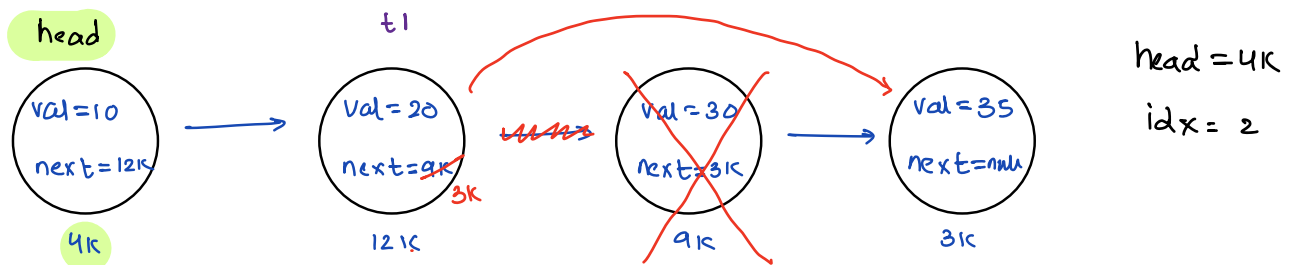 head
t1
head = 4K
idx = 2
val=10
next=12K
4K
val=20
next=9K
3K
12K
val=30
next=3K
9K
val=35
next=null
3K